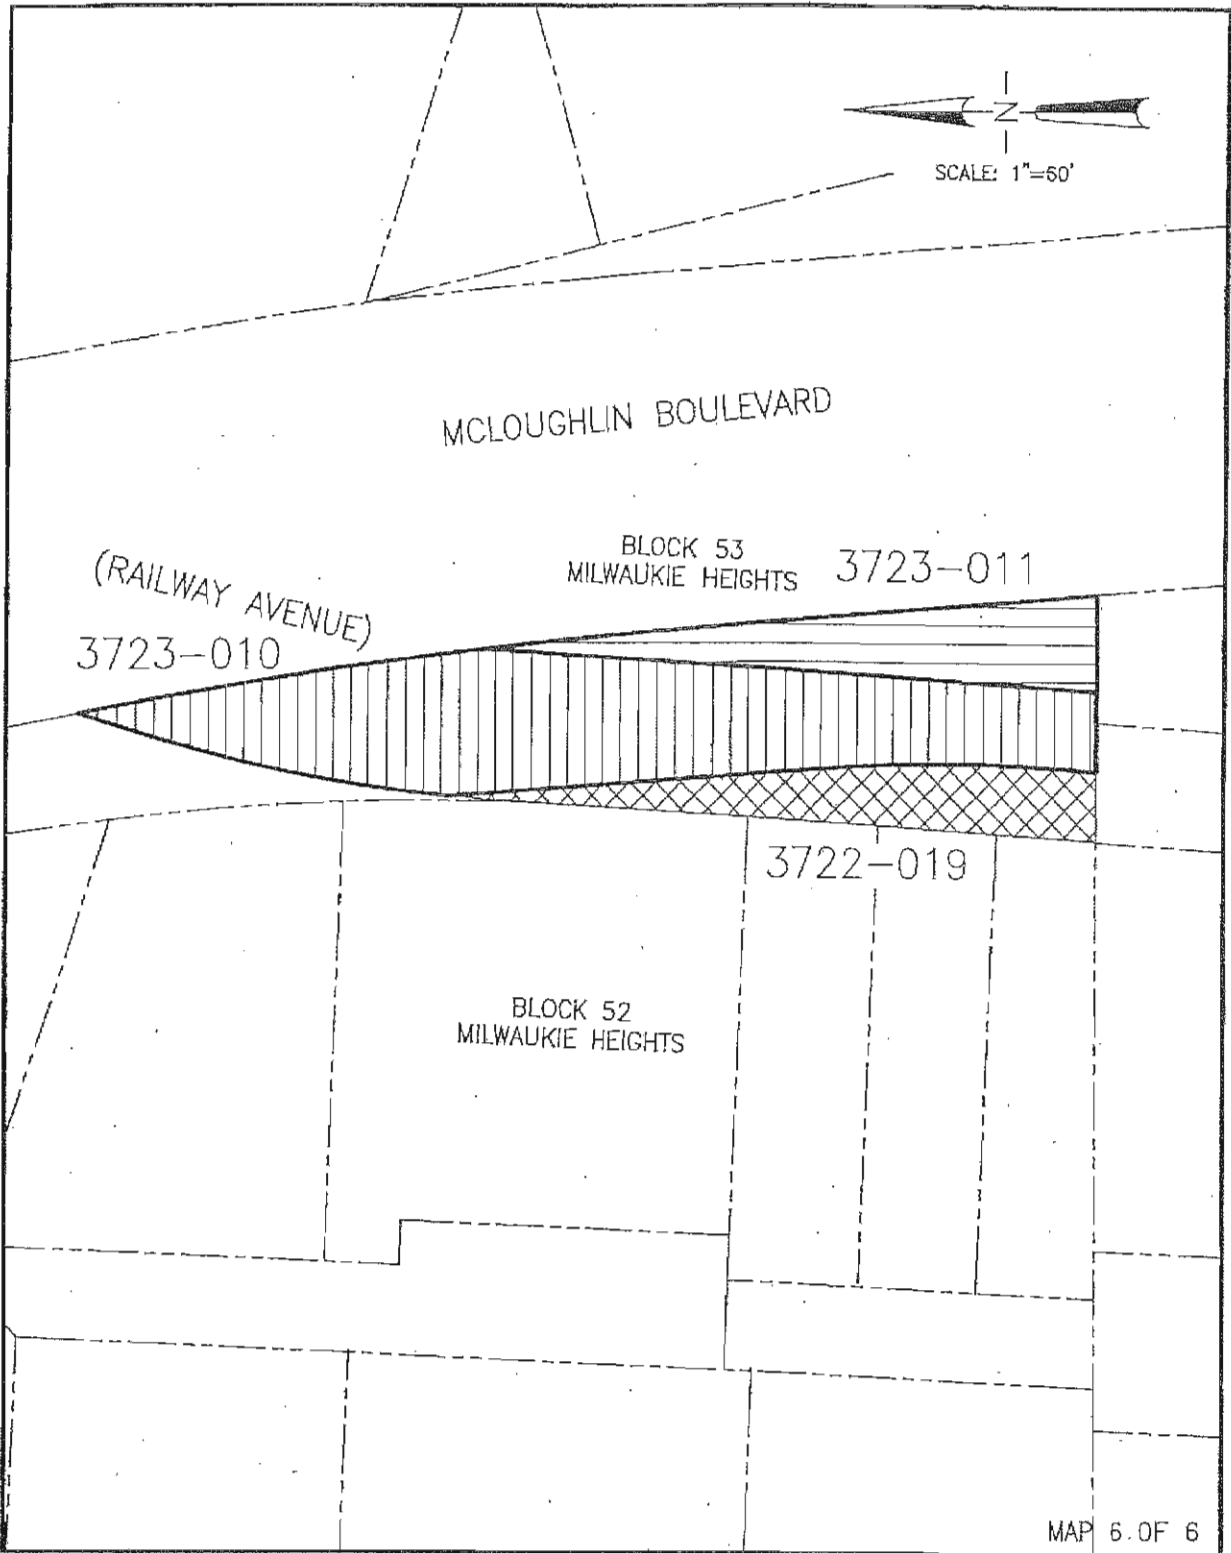 N
SCALE: 1"=60'
MCLOUGHLIN BOULEVARD
BLOCK 53
MILWAUKIE HEIGHTS
3723-011
(RAILWAY AVENUE)
3723-010
3722-019
BLOCK 52
MILWAUKIE HEIGHTS
MAP 6 OF 6